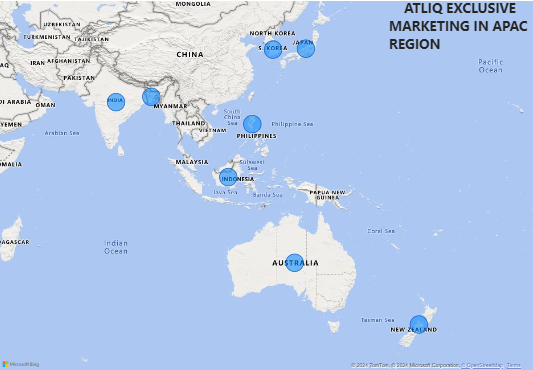 ATLIQ EXCLUSIVE
MARKETING IN APAC
REGION
MONGOLIA
UZBEKISTAN
TURKMENISTAN
TAJIKISTAN
NORTH KOREA
S. KOREA
JAPAN
CHINA
AFGHANISTAN
IRAN
PAKISTAN
Pacific
Ocean
OMAN
INDIA
MYANMAR
YEMEN
THAILAND
VIETNAM
South
China
Sea
Philippine Sea
PHILIPPINES
Arabian Sea
MALAYSIA
INDONESIA
Java Sea
Banda Sea
PAPUA NEW
GUINEA
Indian
Ocean
Coral Sea
AUSTRALIA
Tasman Sea
NEW ZEALAND
Microsoft Bing
© 2024 TomTom, © 2024 Microsoft Corporation, © OpenStreetMap Terms